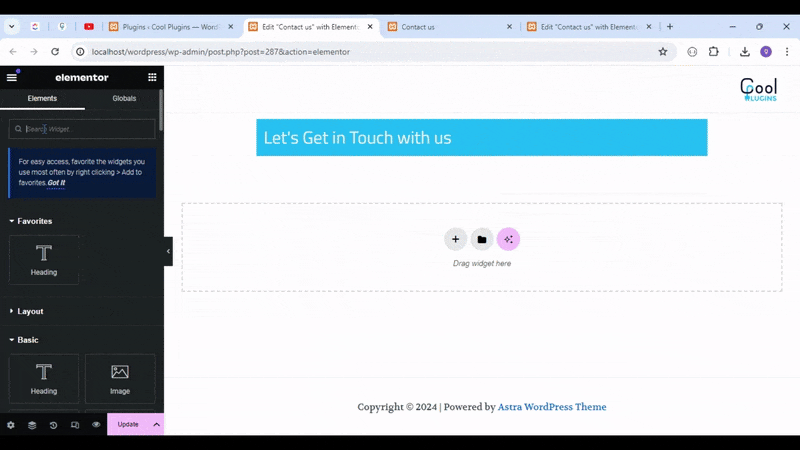 Plugins ‹ Cool Plugins — WordP
Edit "Contact us" with Elementor
Contact us
Edit "Contact us" with Elementor
localhost/wordpress/wp-admin/post.php?post=287&action=elementor
elementor
Elements
Globals
Search Widget
For easy access, favorite the widgets you
use most often by right clicking > Add to
favorites. Got It
Favorites
Heading
Layout
Basic
Heading
Image
Update
Cool
PLUGINS
Let's Get in Touch with us
Drag widget here
Copyright © 2024 | Powered by Astra WordPress Theme